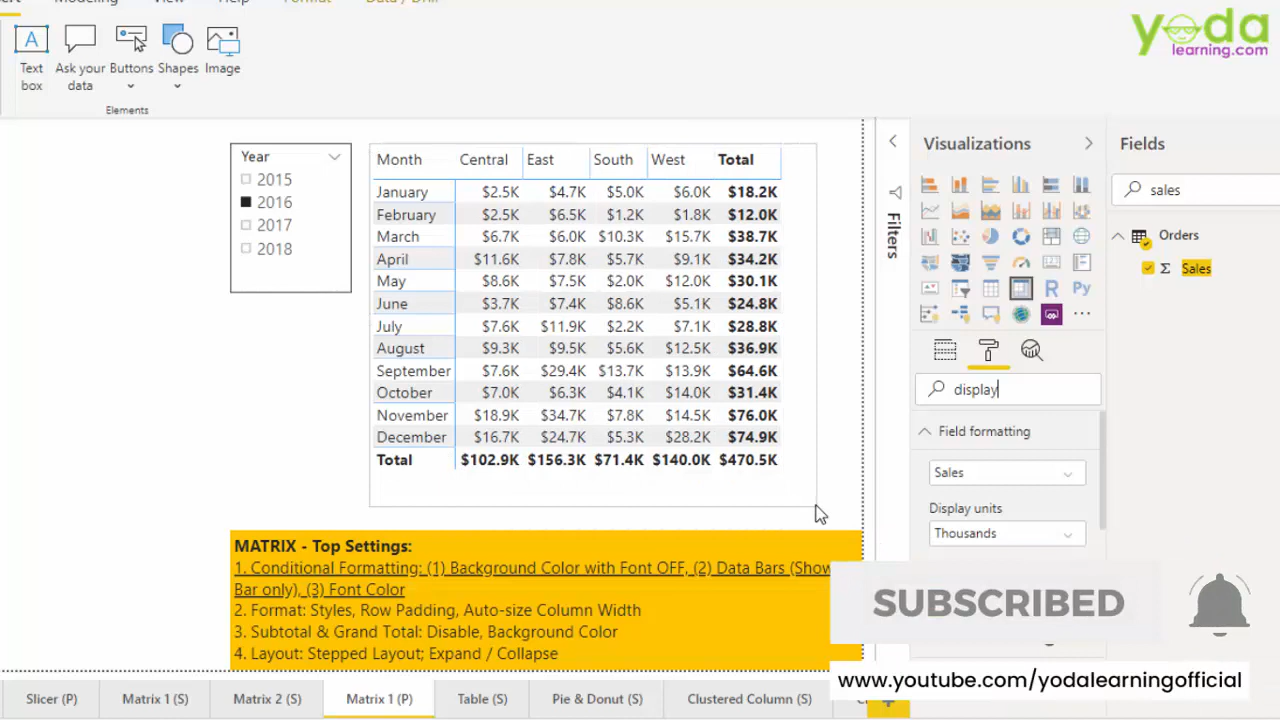 Modeling
View
Help
Format
Data / Drill
yoda
learning.com
Text box
Ask your data
Buttons
Shapes
Image
Elements
Year
2015
2016
2017
2018
Month Central East South West Total
January $2.5K $4.7K $5.0K $6.0K $18.2K
February $2.5K $6.5K $1.2K $1.8K $12.0K
March $6.7K $6.0K $10.3K $15.7K $38.7K
April $11.6K $7.8K $5.7K $9.1K $34.2K
May $8.6K $7.5K $2.0K $12.0K $30.1K
June $3.7K $7.4K $8.6K $5.1K $24.8K
July $7.6K $11.9K $2.2K $7.1K $28.8K
August $9.3K $9.5K $5.6K $12.5K $36.9K
September $7.6K $29.4K $13.7K $13.9K $64.6K
October $7.0K $6.3K $4.1K $14.0K $31.4K
November $18.9K $34.7K $7.8K $14.5K $76.0K
December $16.7K $24.7K $5.3K $28.2K $74.9K
Total $102.9K $156.3K $71.4K $140.0K $470.5K
Filters
Visualizations
R
Py
display
Field formatting
Sales
Display units
Thousands
Fields
sales
Orders
Σ Sales
MATRIX - Top Settings:
1. Conditional Formatting: (1) Background Color with Font OFF, (2) Data Bars (Show
Bar only), (3) Font Color
2. Format: Styles, Row Padding, Auto-size Column Width
3. Subtotal & Grand Total: Disable, Background Color
4. Layout: Stepped Layout; Expand / Collapse
SUBSCRIBED
www.youtube.com/yodalearningofficial
Slicer (P)
Matrix 1 (S)
Matrix 2 (S)
Matrix 1 (P)
Table (S)
Pie & Donut (S)
Clustered Column (S)